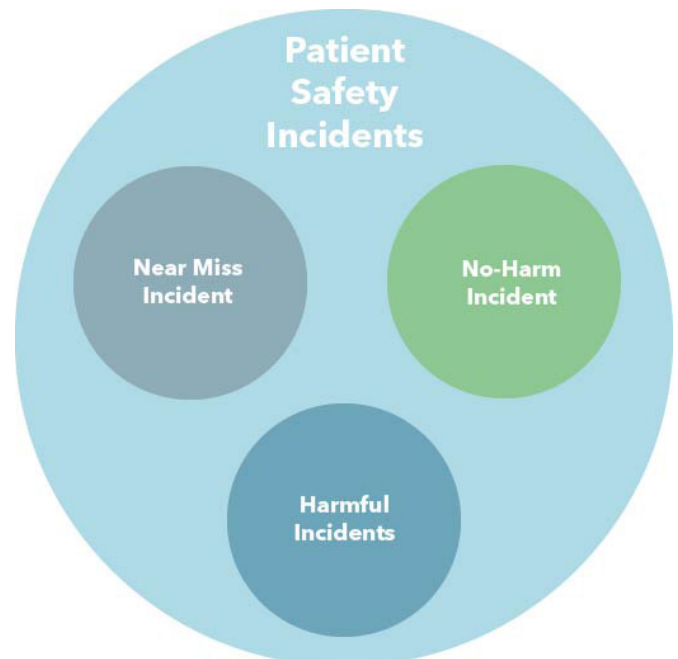 Patient
Safety
Incidents
Near Miss
Incident
No-Harm
Incident
Harmful
Incidents